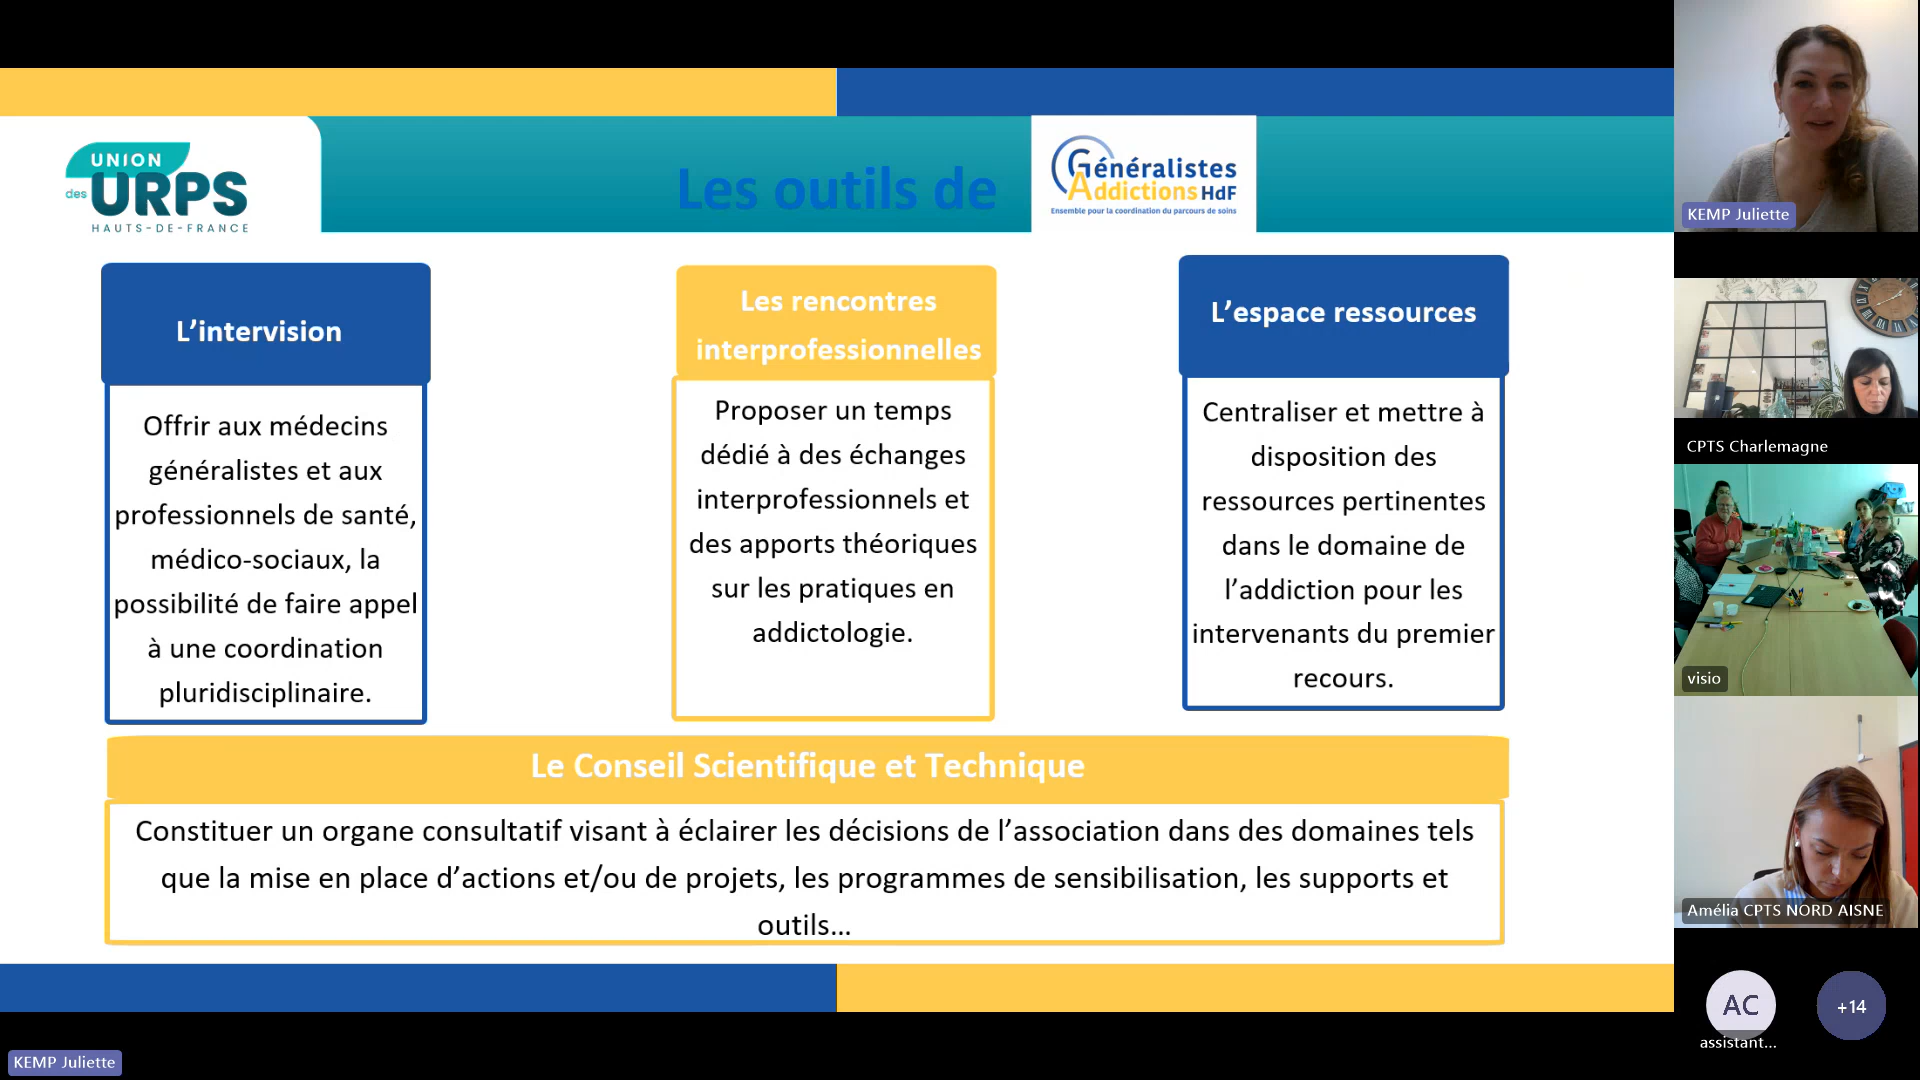 UNION
des URPS
HAUTS-DE-FRANCE
Les outils de
Généralistes
Addictions HdF
Ensemble pour la coordination du parcours de soins
L’intervision
Offrir aux médecins
généralistes et aux
professionnels de santé,
médico-sociaux, la
possibilité de faire appel
à une coordination
pluridisciplinaire.
Les rencontres
interprofessionnelles
Proposer un temps
dédié à des échanges
interprofessionnels et
des apports théoriques
sur les pratiques en
addictologie.
L’espace ressources
Centraliser et mettre à
disposition des
ressources pertinentes
dans le domaine de
l’addiction pour les
intervenants du premier
recours.
Le Conseil Scientifique et Technique
Constituer un organe consultatif visant à éclairer les décisions de l’association dans des domaines tels
que la mise en place d’actions et/ou de projets, les programmes de sensibilisation, les supports et
outils...
KEMP Juliette
KEMP Juliette
CPTS Charlemagne
visio
Amélia CPTS NORD AISNE
AC
assistant...
+14